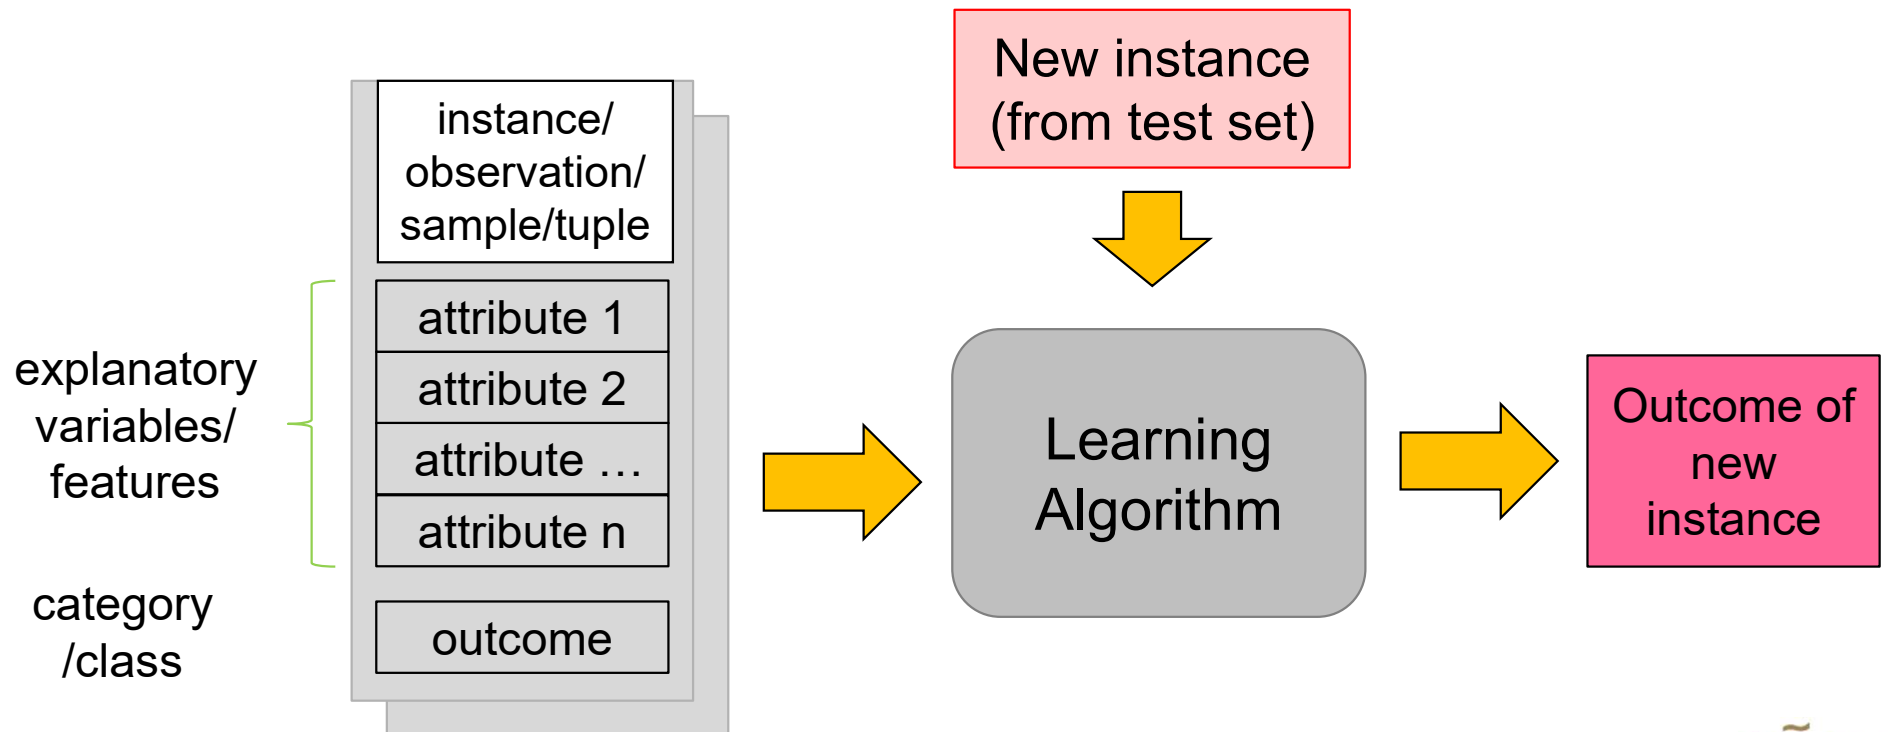 New instance
(from test set)
instance/
observation/
sample/tuple
attribute 1
attribute 2
attribute …
attribute n
explanatory
variables/
features
category
/class
outcome
Learning
Algorithm
Outcome of
new
instance